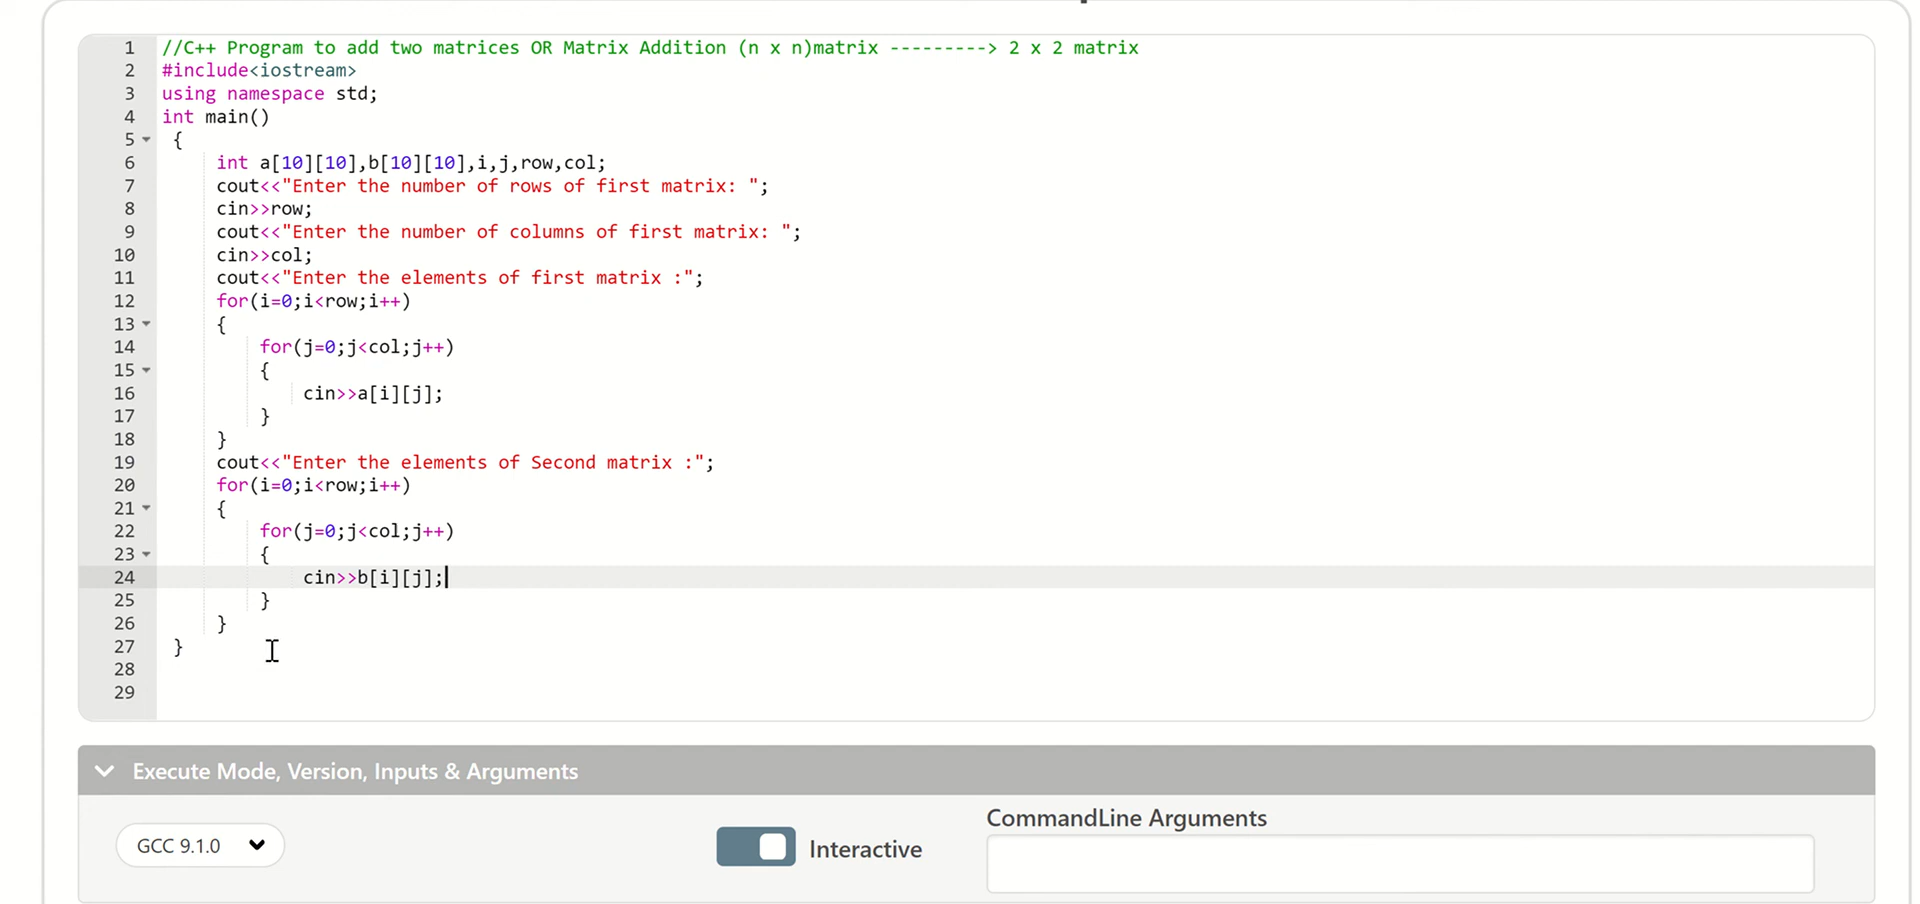 1 //C++ Program to add two matrices OR Matrix Addition (n x n)matrix ---------> 2 x 2 matrix
2 #include<iostream>
3 using namespace std;
4 int main()
5 {
6 int a[10][10],b[10][10],i,j,row,col;
7 cout<<"Enter the number of rows of first matrix: ";
8 cin>>row;
9 cout<<"Enter the number of columns of first matrix: ";
10 cin>>col;
11 cout<<"Enter the elements of first matrix :";
12 for(i=0;i<row;i++)
13 {
14 for(j=0;j<col;j++)
15 {
16 cin>>a[i][j];
17 }
18 }
19 cout<<"Enter the elements of Second matrix :";
20 for(i=0;i<row;i++)
21 {
22 for(j=0;j<col;j++)
23 {
24 cin>>b[i][j];
25 }
26 }
27 }
28
29
Execute Mode, Version, Inputs & Arguments
CommandLine Arguments
GCC 9.1.0
Interactive